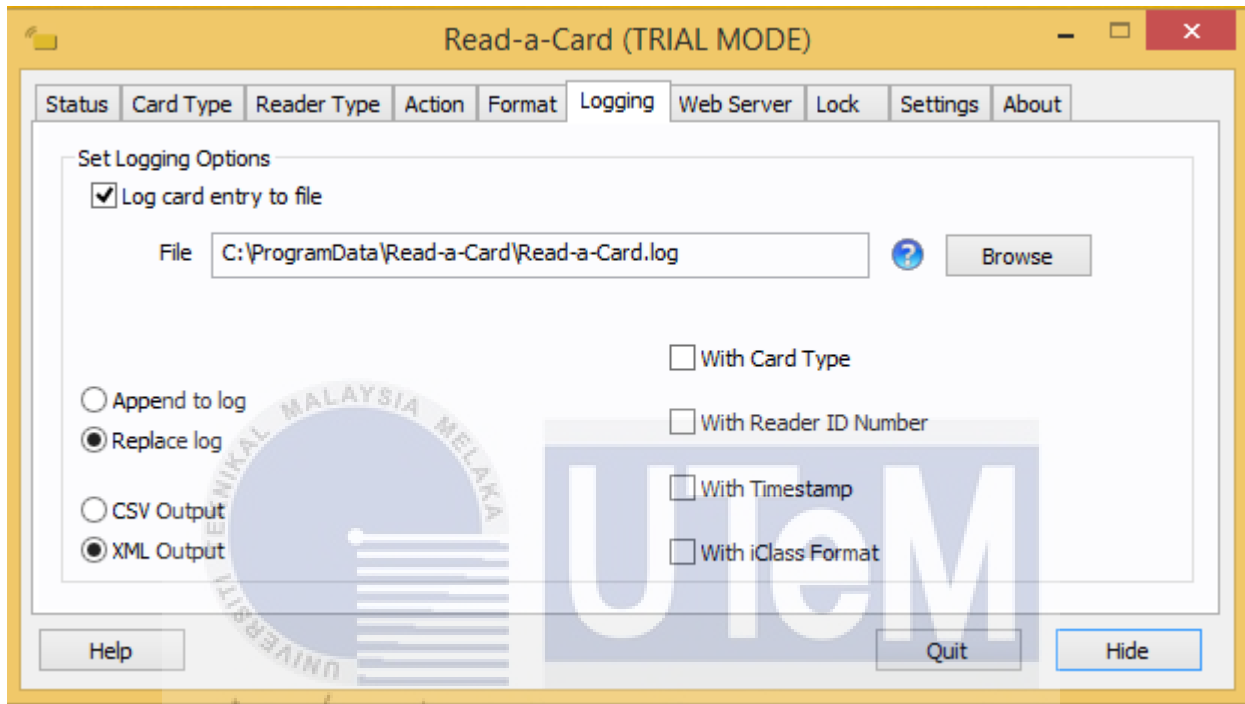 Read-a-Card (TRIAL MODE)
Status Card Type Reader Type Action Format Logging Web Server Lock Settings About
Set Logging Options
Log card entry to file
File C:\ProgramData\Read-a-Card\Read-a-Card.log Browse
With Card Type
Append to log
With Reader ID Number
Replace log
With Timestamp
CSV Output
XML Output
With iClass Format
Help Quit Hide
UNIVERSITI TEKNIKAL MALAYSIA MELAKA
UTeM